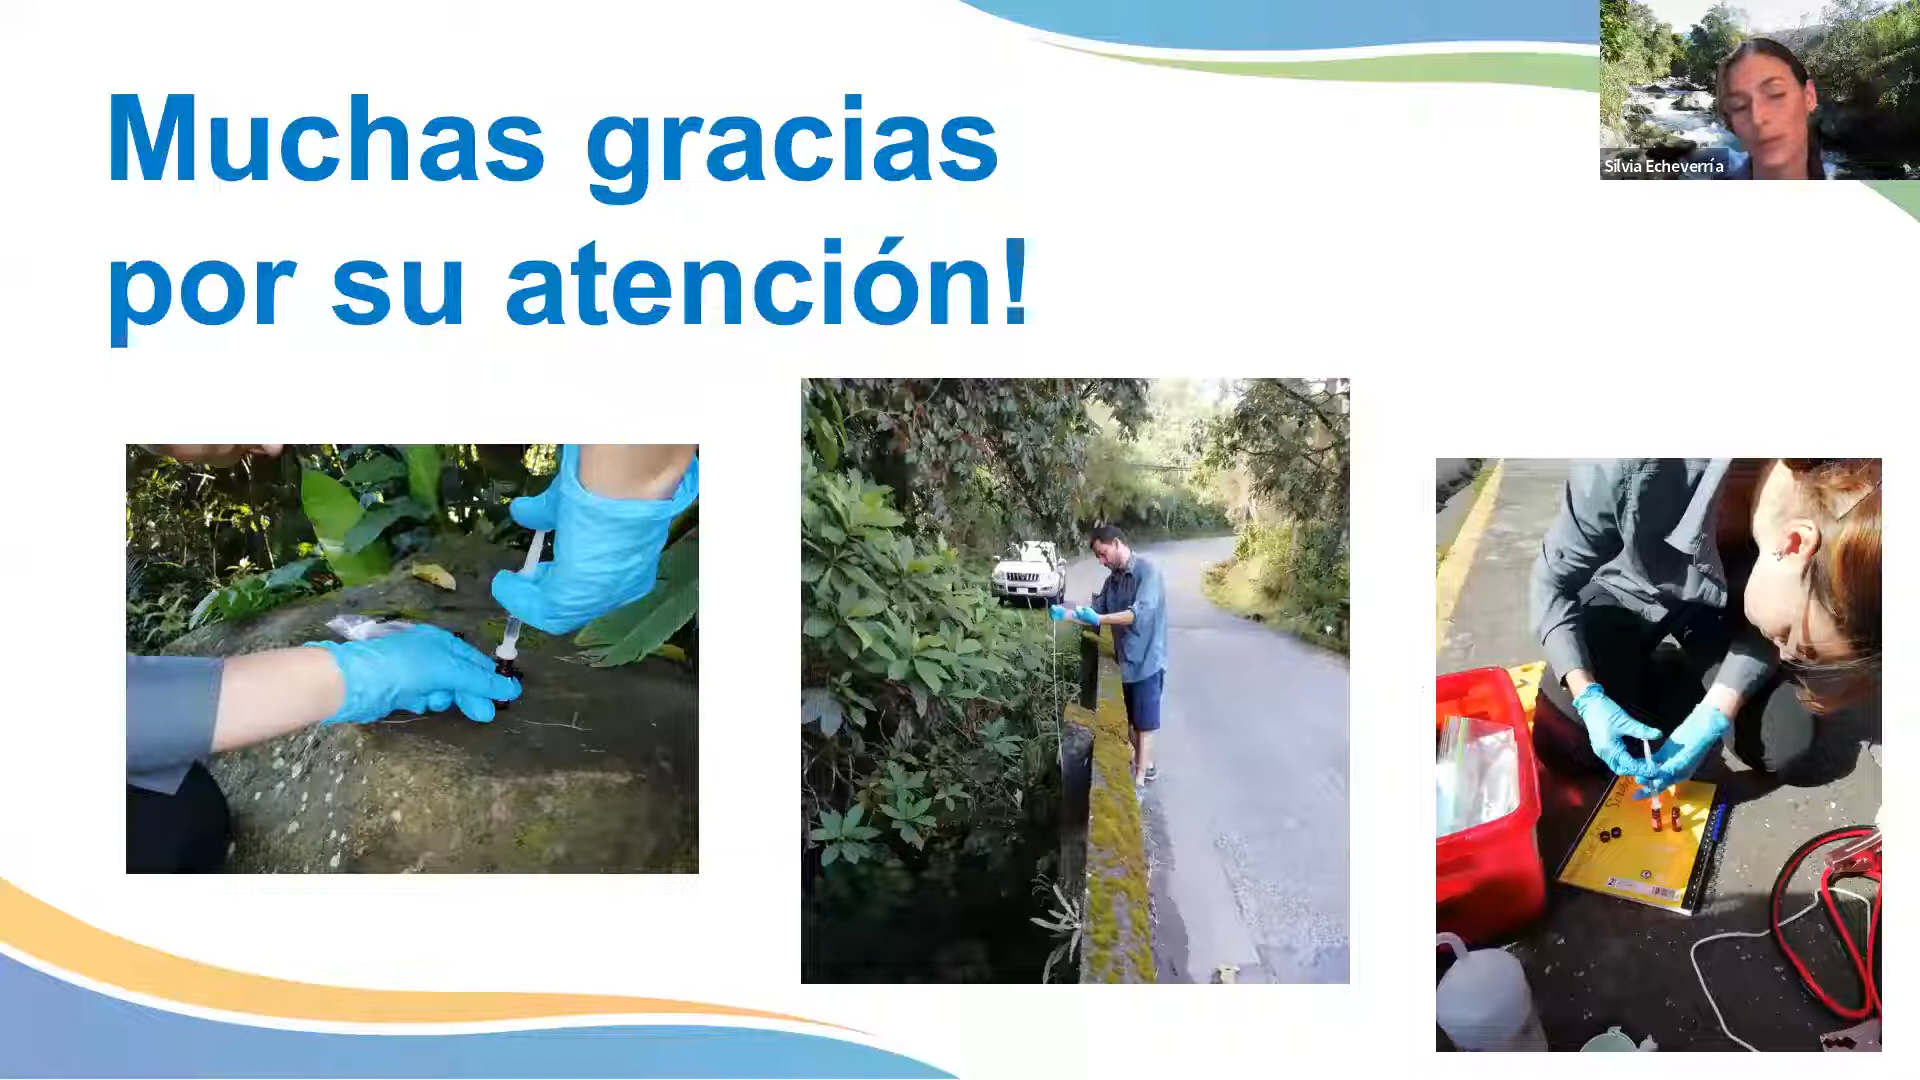 Muchas gracias
por su atención!
Silvia Echeverría